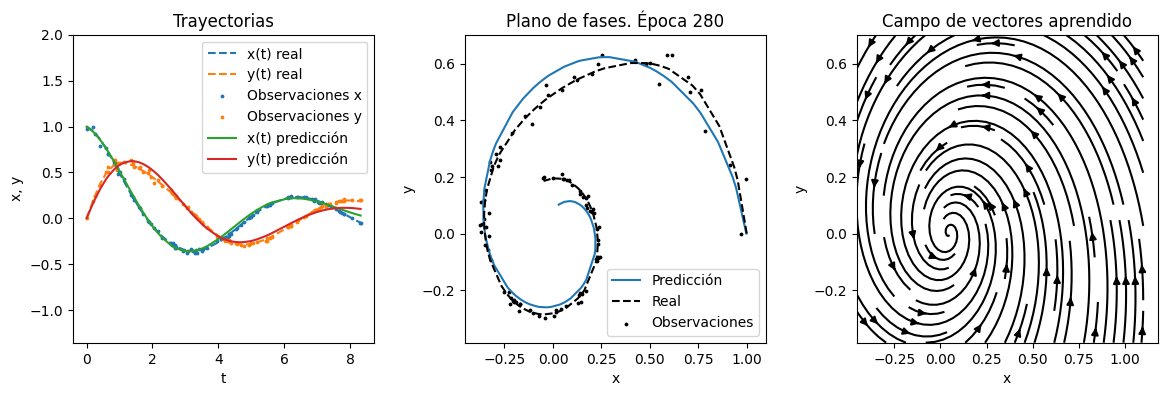 Trayectorias
2.0
1.5
1.0
0.5
0.0
−0.5
−1.0
x, y
0
2
4
6
8
t
x(t) real
y(t) real
Observaciones x
Observaciones y
x(t) predicción
y(t) predicción
Plano de fases. Época 280
0.6
0.4
0.2
0.0
−0.2
y
−0.25
0.00
0.25
0.50
0.75
1.00
x
Predicción
Real
Observaciones
Campo de vectores aprendido
0.6
0.4
0.2
0.0
−0.2
y
−0.25
0.00
0.25
0.50
0.75
1.00
x